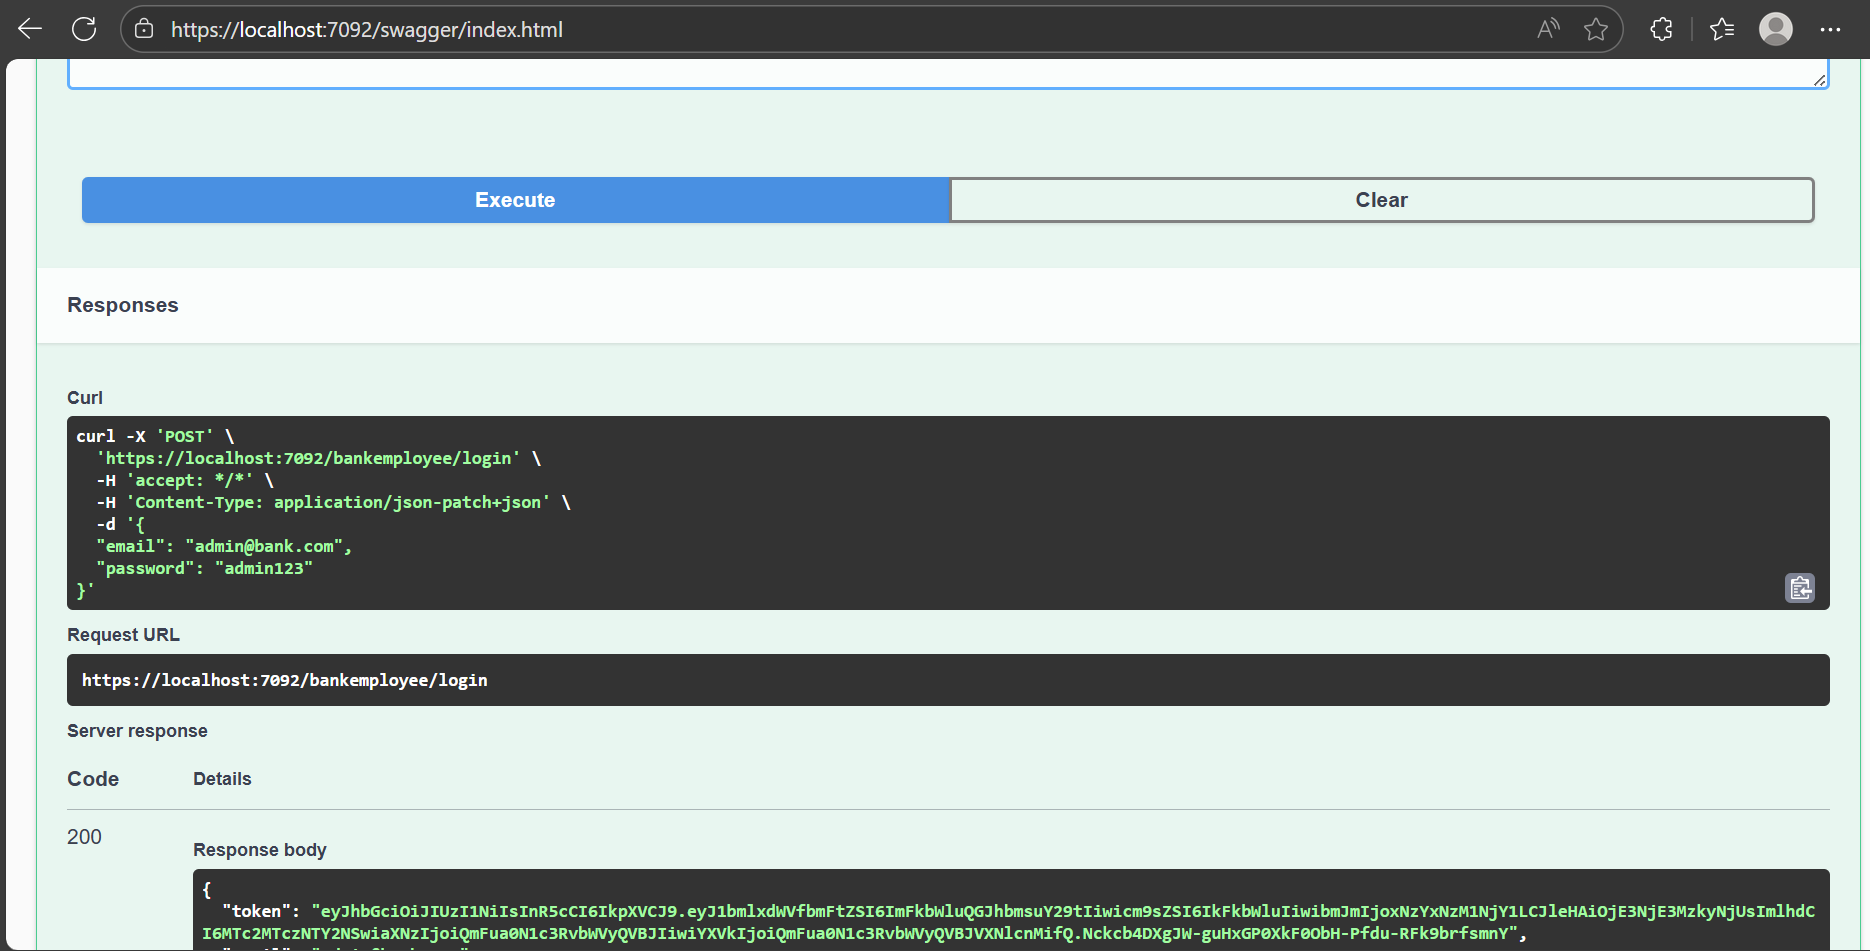 https://localhost:7092/swagger/index.html
Execute
Clear
Responses
Curl
curl -X 'POST' \
'https://localhost:7092/bankemployee/login' \
-H 'accept: */*' \
-H 'Content-Type: application/json-patch+json' \
-d '{
"email": "admin@bank.com",
"password": "admin123"
}'
Request URL
https://localhost:7092/bankemployee/login
Server response
Code Details
200
Response body
{
"token": "eyJhbGciOiJIUzI1NiIsInR5cCI6IkpXVCJ9.eyJ1bmlxdWVfbmFtZSI6ImFkbWluQGJhbmsuY29tIiwicm9sZSI6IkFkbWluIiwibmJmIjoxNzYxNzM1NjY1LCJleHAiOjE3NjE3MzkyNjUsImlhdC
I6MTc2MTczNTY2NSwiaXNzIjoiQmFua0N1c3RvbWVyQVBJIiwiYXVkIjoiQmFua0N1c3RvbWVyQVBJVXNlcnMifQ.Nckcb4DXgJW-guHxGP0XkF0ObH-Pfdu-RFk9brfsmnY",